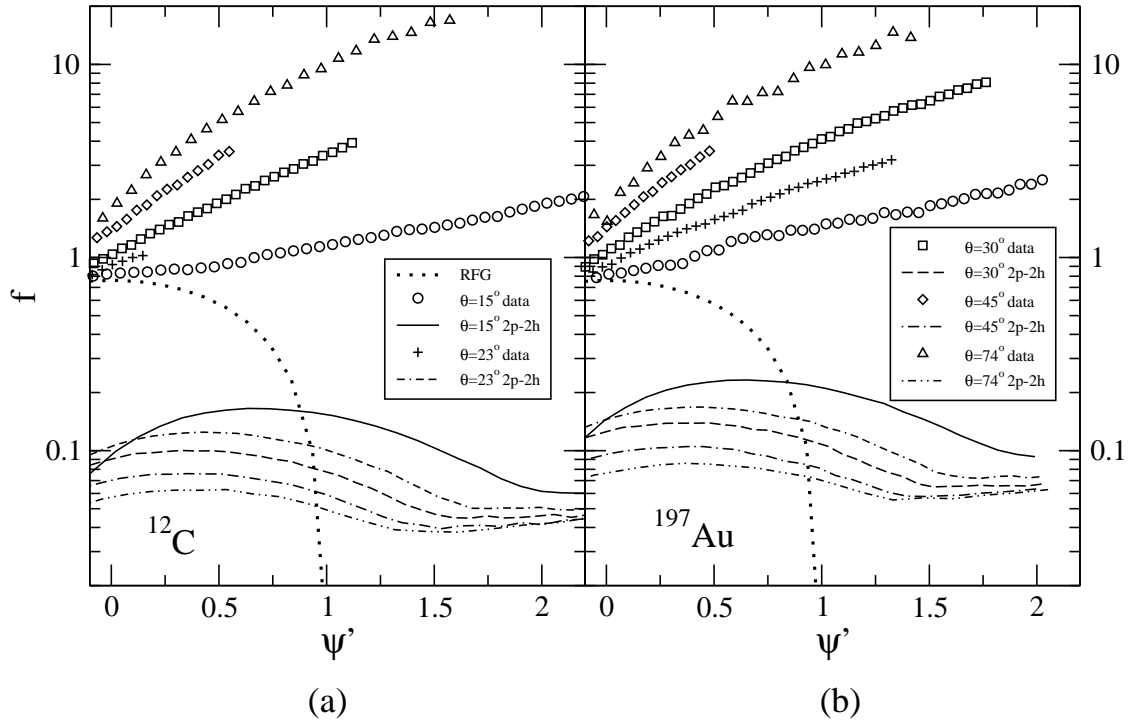 10
1
0.1
f
0
0.5
1
1.5
2
ψ'
¹²C
RFG
θ=15° data
θ=15° 2p-2h
θ=23° data
θ=23° 2p-2h
(a)
10
1
0.1
0
0.5
1
1.5
2
ψ'
¹⁹⁷Au
θ=30° data
θ=30° 2p-2h
θ=45° data
θ=45° 2p-2h
θ=74° data
θ=74° 2p-2h
(b)